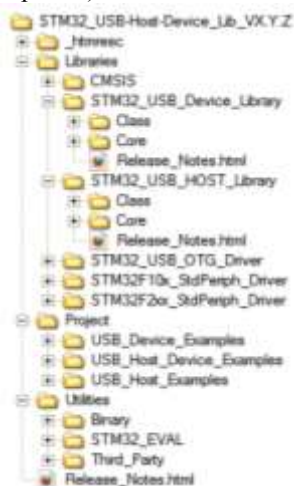 STM32_USB-Host-Device_Lib_VX.Y.Z
_htmresc
Libraries
CMSIS
STM32_USB_Device_Library
Class
Core
Release_Notes.html
STM32_USB_HOST_Library
Class
Core
Release_Notes.html
STM32_USB_OTG_Driver
STM32F10x_StdPeriph_Driver
STM32F2xx_StdPeriph_Driver
Project
USB_Device_Examples
USB_Host_Device_Examples
USB_Host_Examples
Utilities
Binary
STM32_EVAL
Third_Party
Release_Notes.html